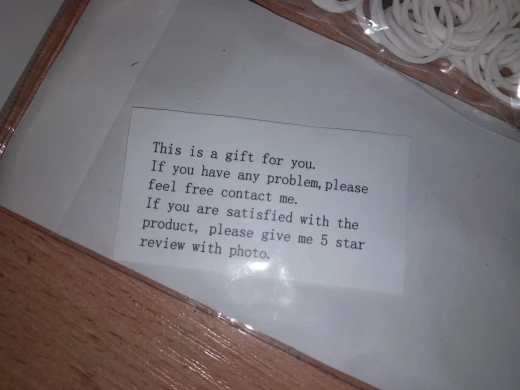 This is a gift for you.
If you have any problem,please
feel free contact me.
If you are satisfied with the
product, please give me 5 star
review with photo.